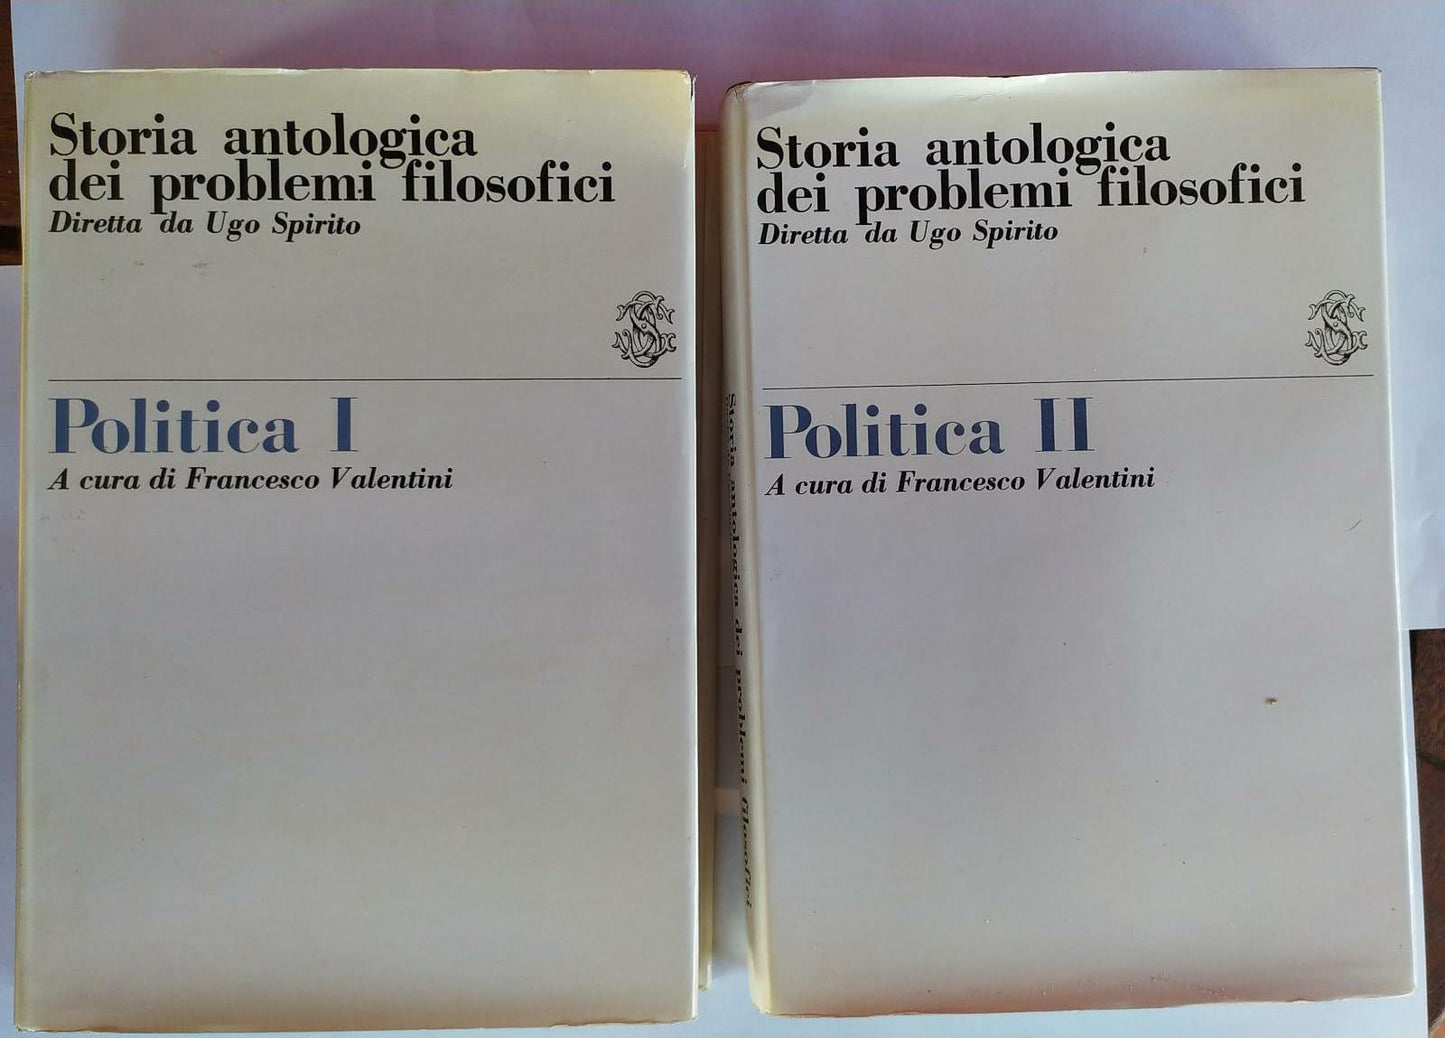 Storia antologica
dei problemi filosofici
Diretta da Ugo Spirito
Politica I
A cura di Francesco Valentini
Storia antologica
dei problemi filosofici
Diretta da Ugo Spirito
Politica II
A cura di Francesco Valentini
Storia antologica dei problemi filosofici